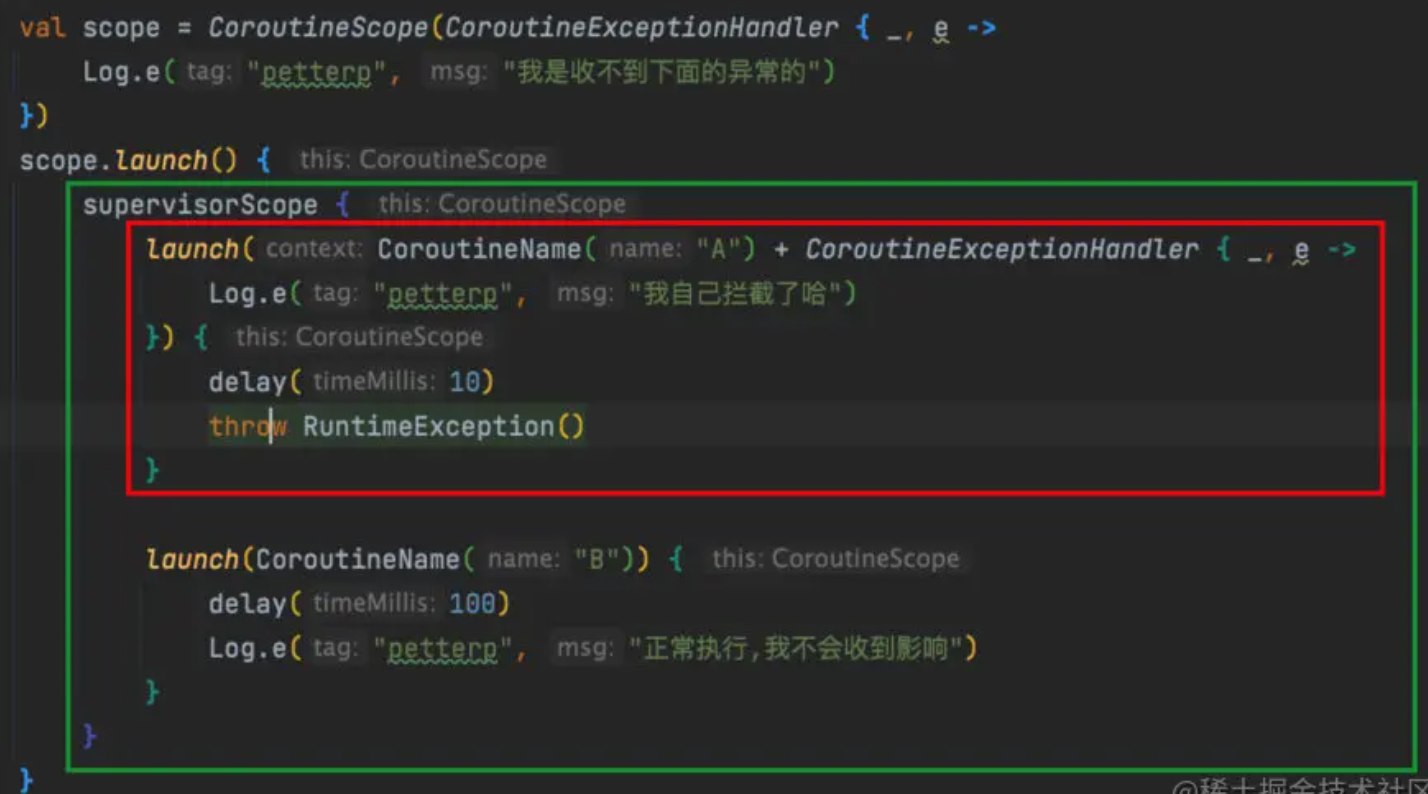 val scope = CoroutineScope(CoroutineExceptionHandler { _, e ->
Log.e( tag: "petterp", msg: "我是收不到下面的异常的")
})
scope.launch() { this: CoroutineScope
supervisorScope { this: CoroutineScope
launch( context: CoroutineName( name: "A") + CoroutineExceptionHandler { _, e ->
Log.e( tag: "petterp", msg: "我自己拦截了哈")
}) { this: CoroutineScope
delay( timeMillis: 10)
throw RuntimeException()
}
launch(CoroutineName( name: "B")) { this: CoroutineScope
delay( timeMillis: 100)
Log.e( tag: "petterp", msg: "正常执行,我不会收到影响")
}
}
}
@稀土掘金技术社区